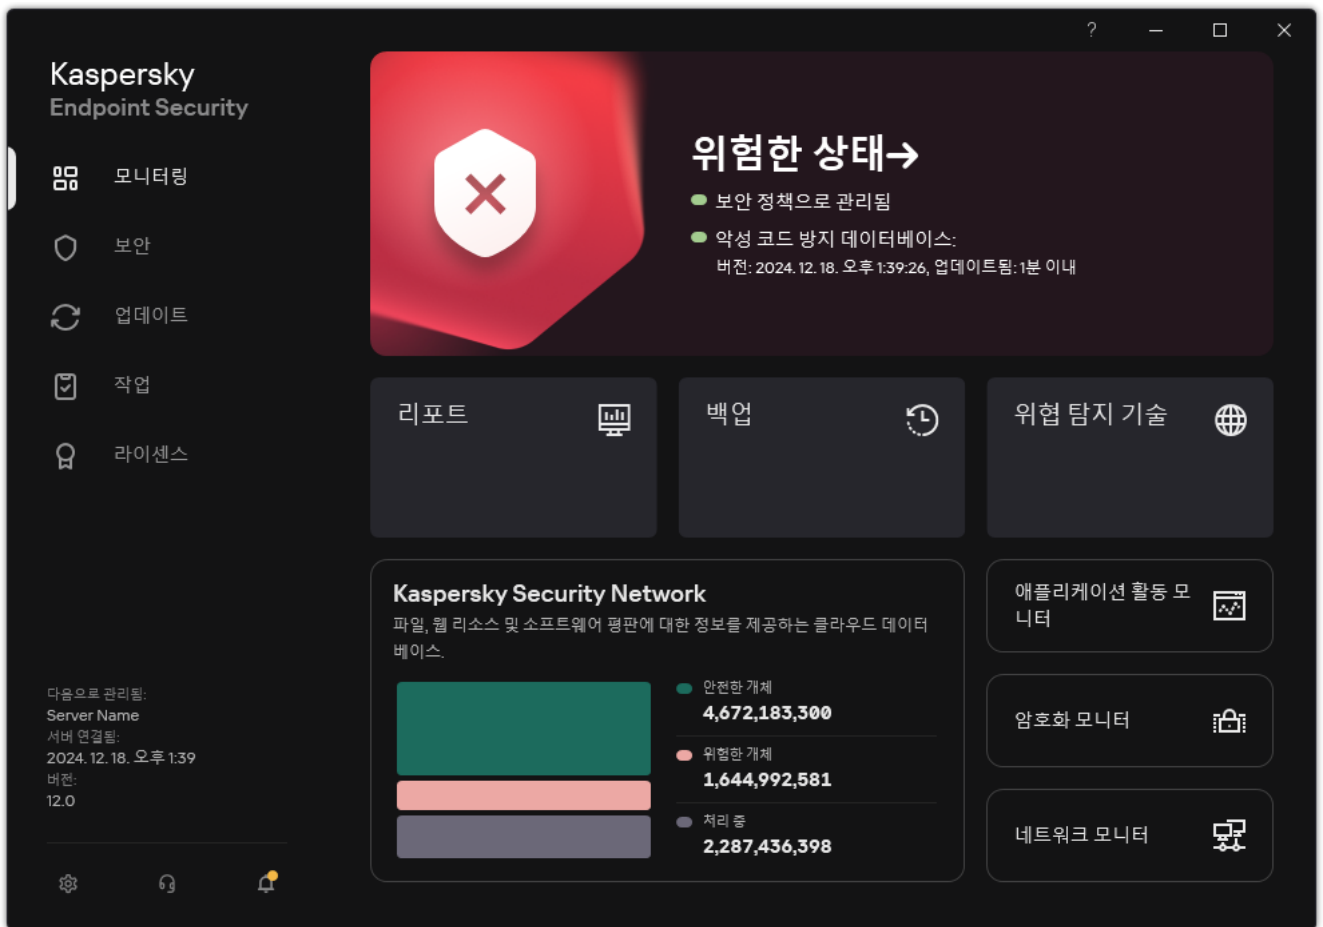 ?
Kaspersky
Endpoint Security
모니터링
보안
업데이트
작업
라이센스
다음으로 관리됨:
Server Name
서버 연결됨:
2024. 12. 18. 오후 1:39
버전:
12.0
위험한 상태→
보안 정책으로 관리됨
악성 코드 방지 데이터베이스:
버전: 2024. 12. 18. 오후 1:39:26, 업데이트됨: 1분 이내
리포트
백업
위협 탐지 기술
Kaspersky Security Network
파일, 웹 리소스 및 소프트웨어 평판에 대한 정보를 제공하는 클라우드 데이터
베이스.
안전한 개체
4,672,183,300
위험한 개체
1,644,992,581
처리 중
2,287,436,398
애플리케이션 활동 모
니터
암호화 모니터
네트워크 모니터